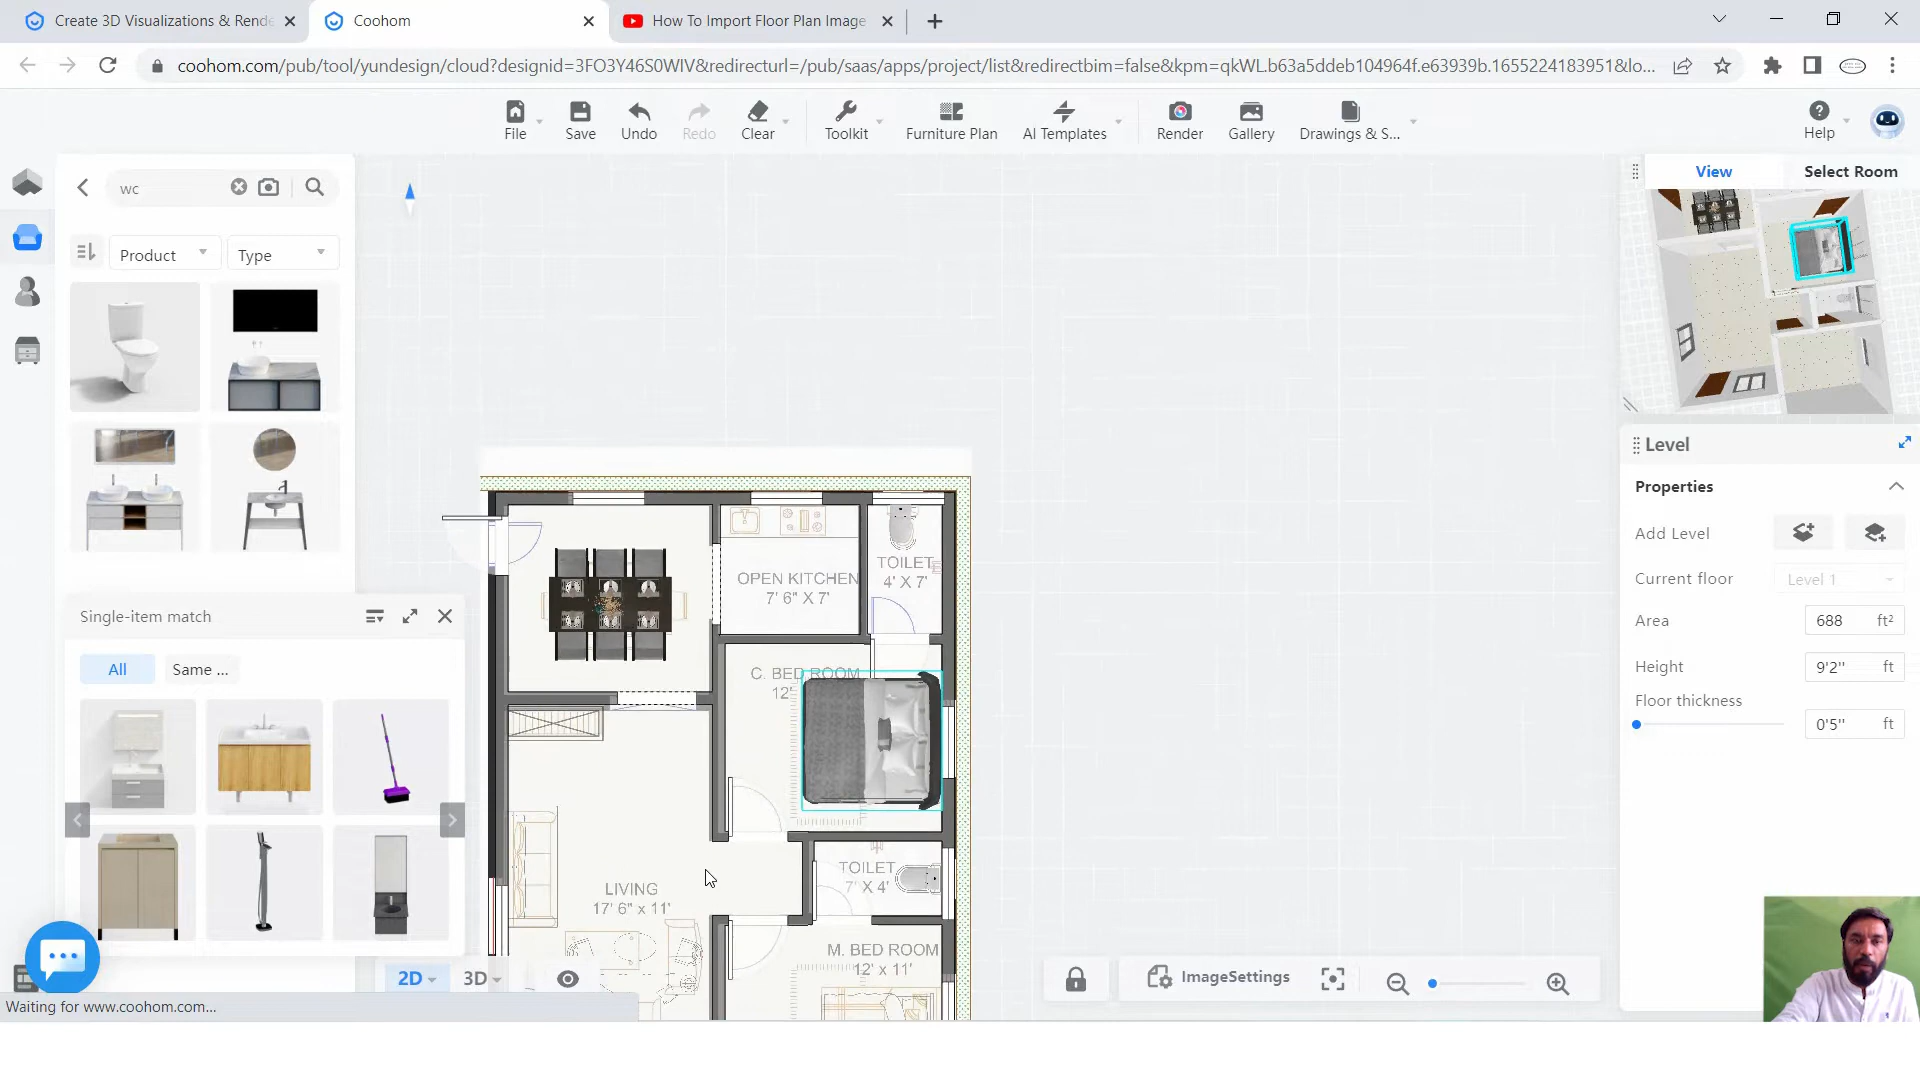 Create 3D Visualizations & Rende
Coohom
How To Import Floor Plan Image
coohom.com/pub/tool/yundesign/cloud?designid=3FO3Y46S0WIV&redirecturl=/pub/saas/apps/project/list&redirectbim=false&kpm=qkWL.b63a5ddeb104964f.e63939b.1655224183951&lo...
File
Save
Undo
Redo
Clear
Toolkit
Furniture Plan
AI Templates
Render
Gallery
Drawings & S...
Help
wc
Product
Type
View
Select Room
Level
Properties
Add Level
Current floor
Level 1
Area
688
ft²
Height
9'2''
ft
Floor thickness
0'5''
ft
Single-item match
All
Same ...
OPEN KITCHEN
7' 6" X 7'
TOILET
4' X 7'
C. BED ROOM
12'
TOILET
7' X 4'
LIVING
17' 6" x 11'
M. BED ROOM
12' x 11'
2D
3D
ImageSettings
Waiting for www.coohom.com...